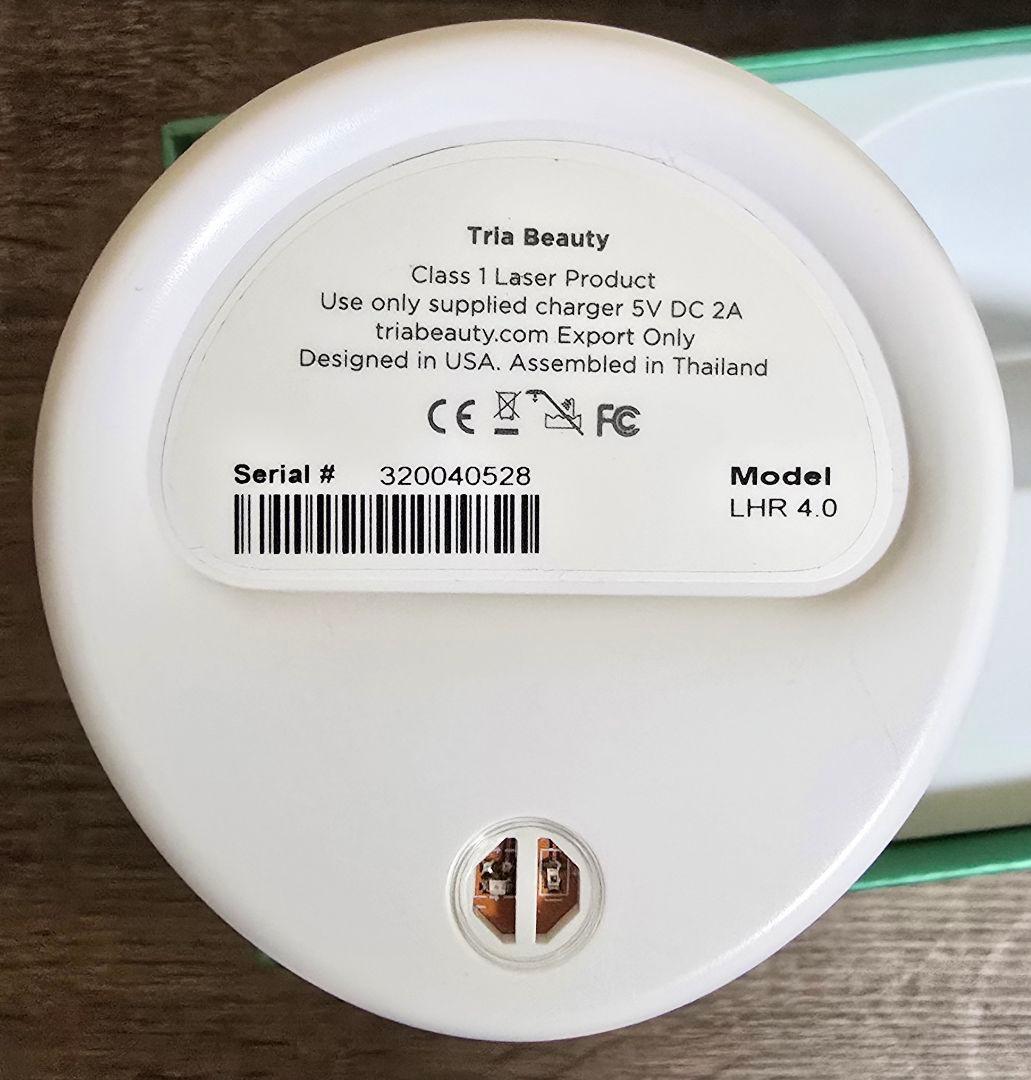 Tria Beauty
Class 1 Laser Product
Use only supplied charger 5V DC 2A
triabeauty.com Export Only
Designed in USA. Assembled in Thailand
CE FC
Serial # 320040528
Model
LHR 4.0